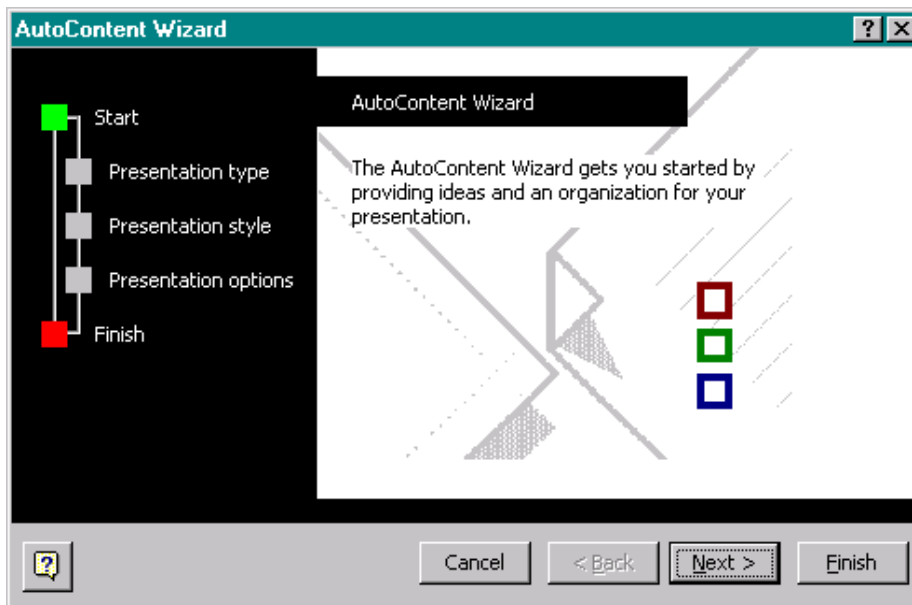 AutoContent Wizard
Start
Presentation type
Presentation style
Presentation options
Finish
AutoContent Wizard
The AutoContent Wizard gets you started by
providing ideas and an organization for your
presentation.
Cancel
< Back
Next >
Finish